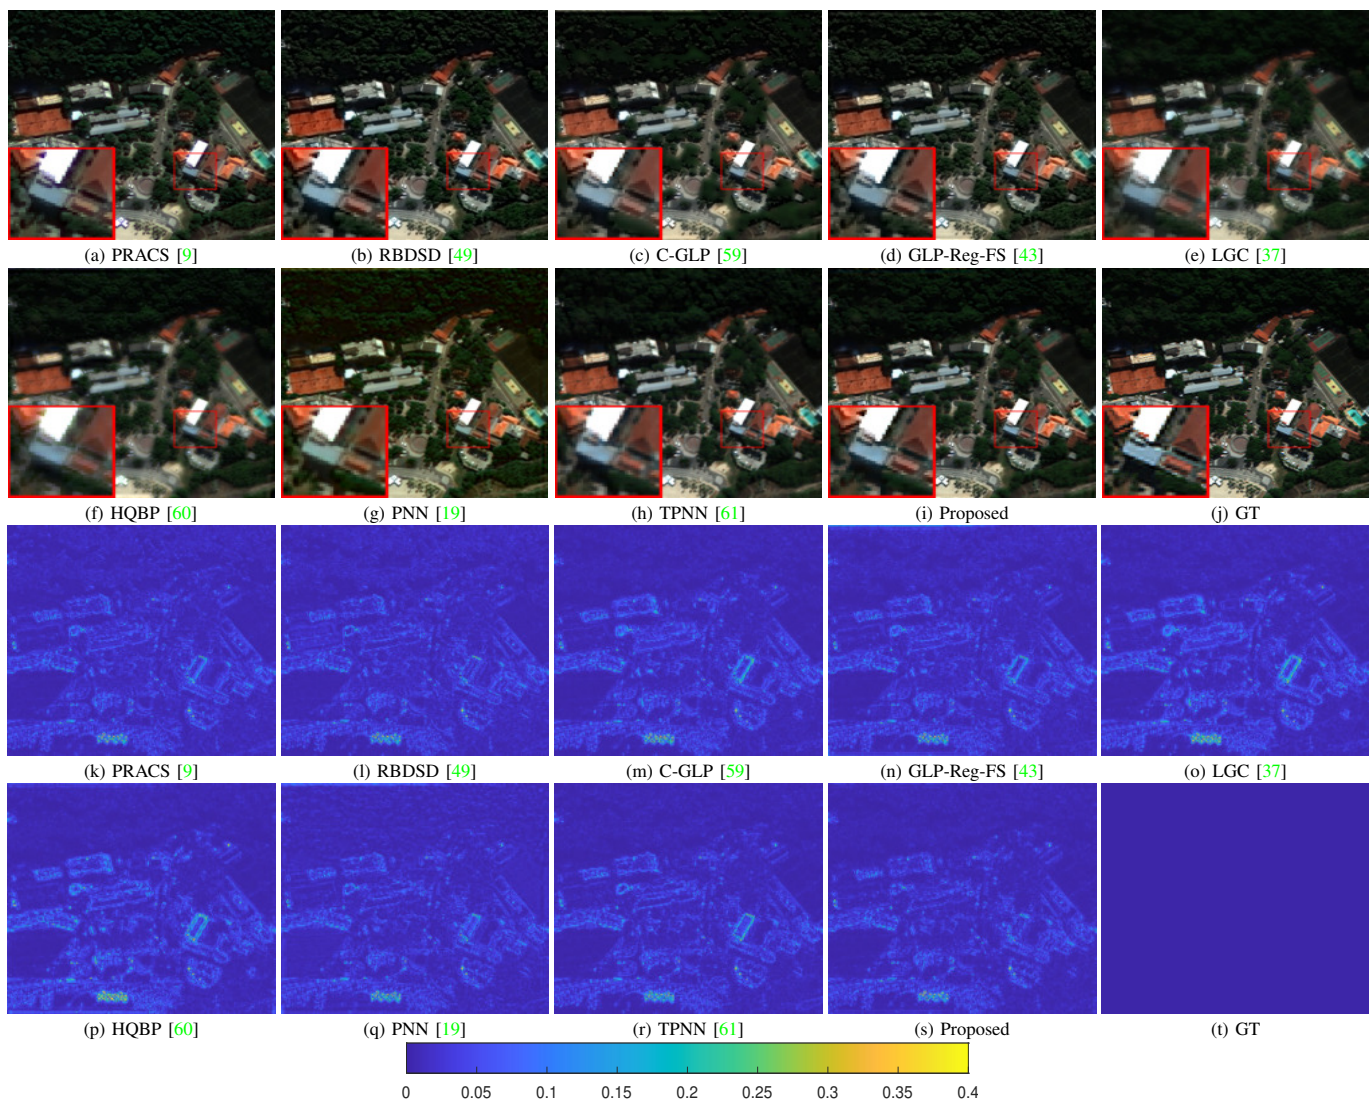 (a) PRACS [9] (b) RBDSD [49] (c) C-GLP [59] (d) GLP-Reg-FS [43] (e) LGC [37]
(f) HQBP [60] (g) PNN [19] (h) TPNN [61] (i) Proposed (j) GT
(k) PRACS [9] (l) RBDSD [49] (m) C-GLP [59] (n) GLP-Reg-FS [43] (o) LGC [37]
(p) HQBP [60] (q) PNN [19] (r) TPNN [61] (s) Proposed (t) GT
0 0.05 0.1 0.15 0.2 0.25 0.3 0.35 0.4